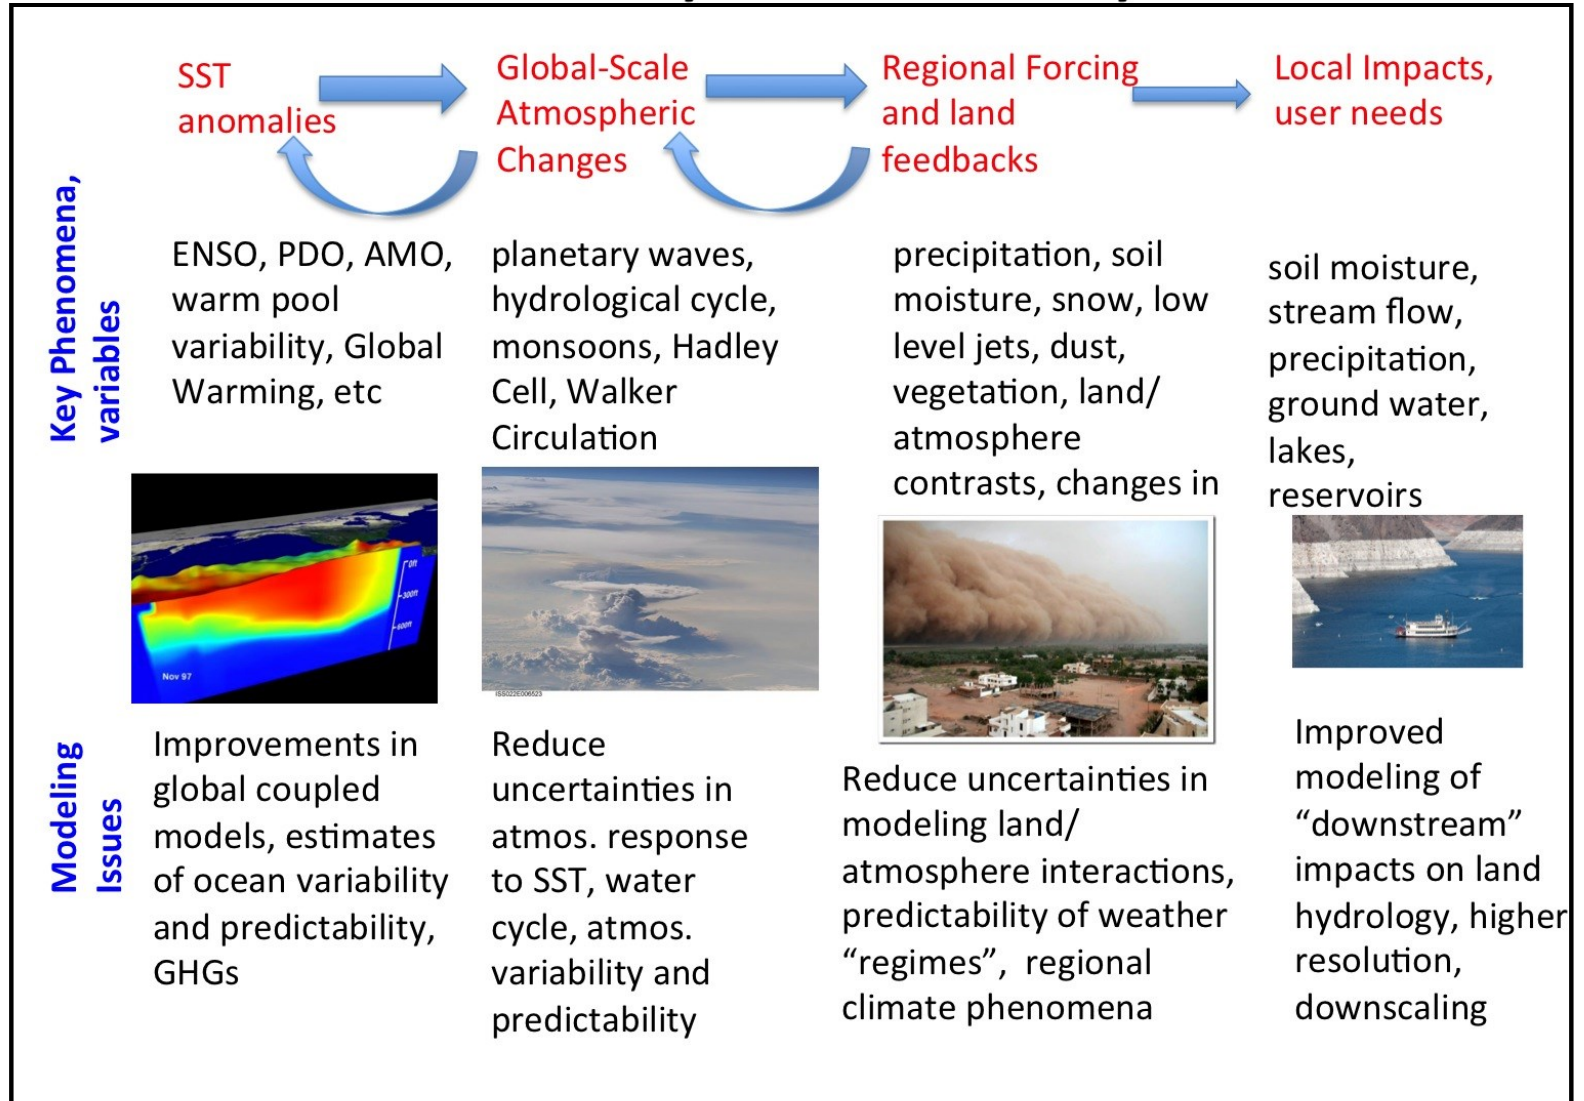 SST
anomalies
Global-Scale
Atmospheric
Changes
Regional Forcing
and land
feedbacks
Local Impacts,
user needs
Key Phenomena,
variables
ENSO, PDO, AMO,
warm pool
variability, Global
Warming, etc
planetary waves,
hydrological cycle,
monsoons, Hadley
Cell, Walker
Circulation
precipitation, soil
moisture, snow, low
level jets, dust,
vegetation, land/
atmosphere
contrasts, changes in
soil moisture,
stream flow,
precipitation,
ground water,
lakes,
reservoirs
0ft
300ft
600ft
Nov 97
ISS022E006523
Modeling
Issues
Improvements in
global coupled
models, estimates
of ocean variability
and predictability,
GHGs
Reduce
uncertainties in
atmos. response
to SST, water
cycle, atmos.
variability and
predictability
Reduce uncertainties in
modeling land/
atmosphere interactions,
predictability of weather
“regimes”, regional
climate phenomena
Improved
modeling of
“downstream”
impacts on land
hydrology, higher
resolution,
downscaling